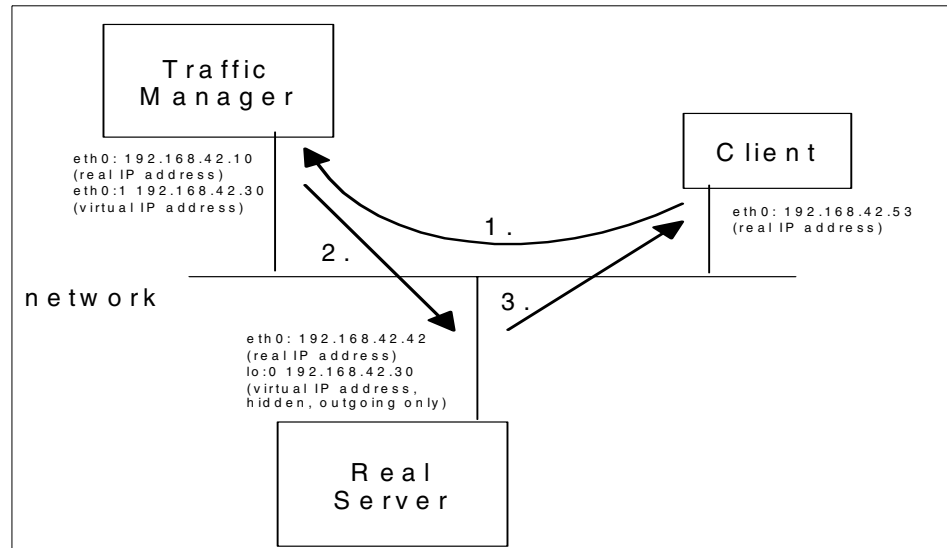 Traffic
Manager
eth0: 192.168.42.10
(real IP address)
eth0:1 192.168.42.30
(virtual IP address)
Client
eth0: 192.168.42.53
(real IP address)
1.
2.
3.
network
eth0: 192.168.42.42
(real IP address)
lo:0 192.168.42.30
(virtual IP address,
hidden, outgoing only)
Real
Server